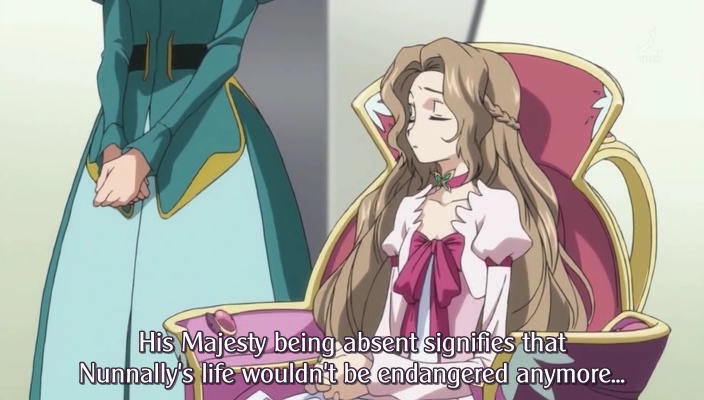 His Majesty being absent signifies that
Nunnally's life wouldn't be endangered anymore...